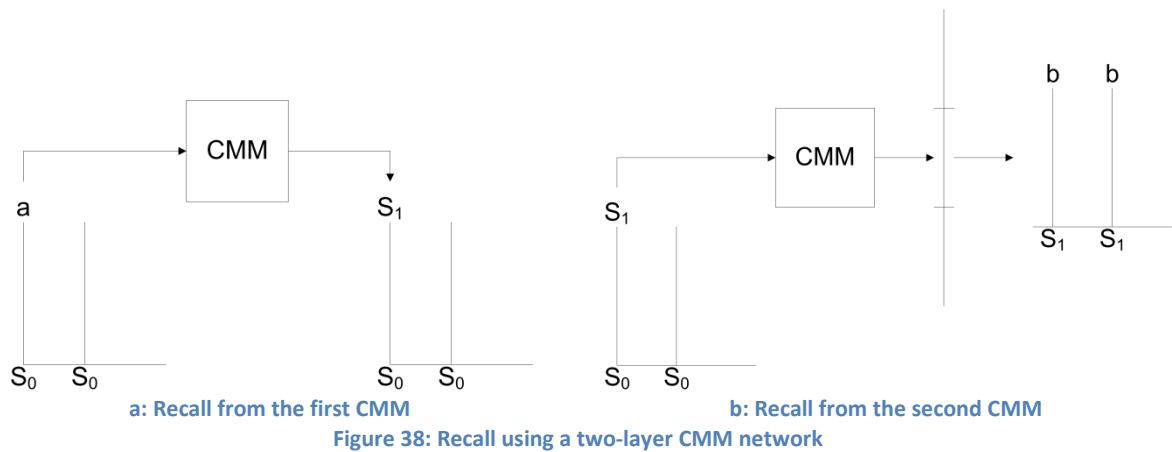 CMM
a
S₁
S₀ S₀
S₀ S₀
a: Recall from the first CMM
b b
CMM
S₁
S₁ S₁
S₀ S₀
b: Recall from the second CMM
Figure 38: Recall using a two-layer CMM network